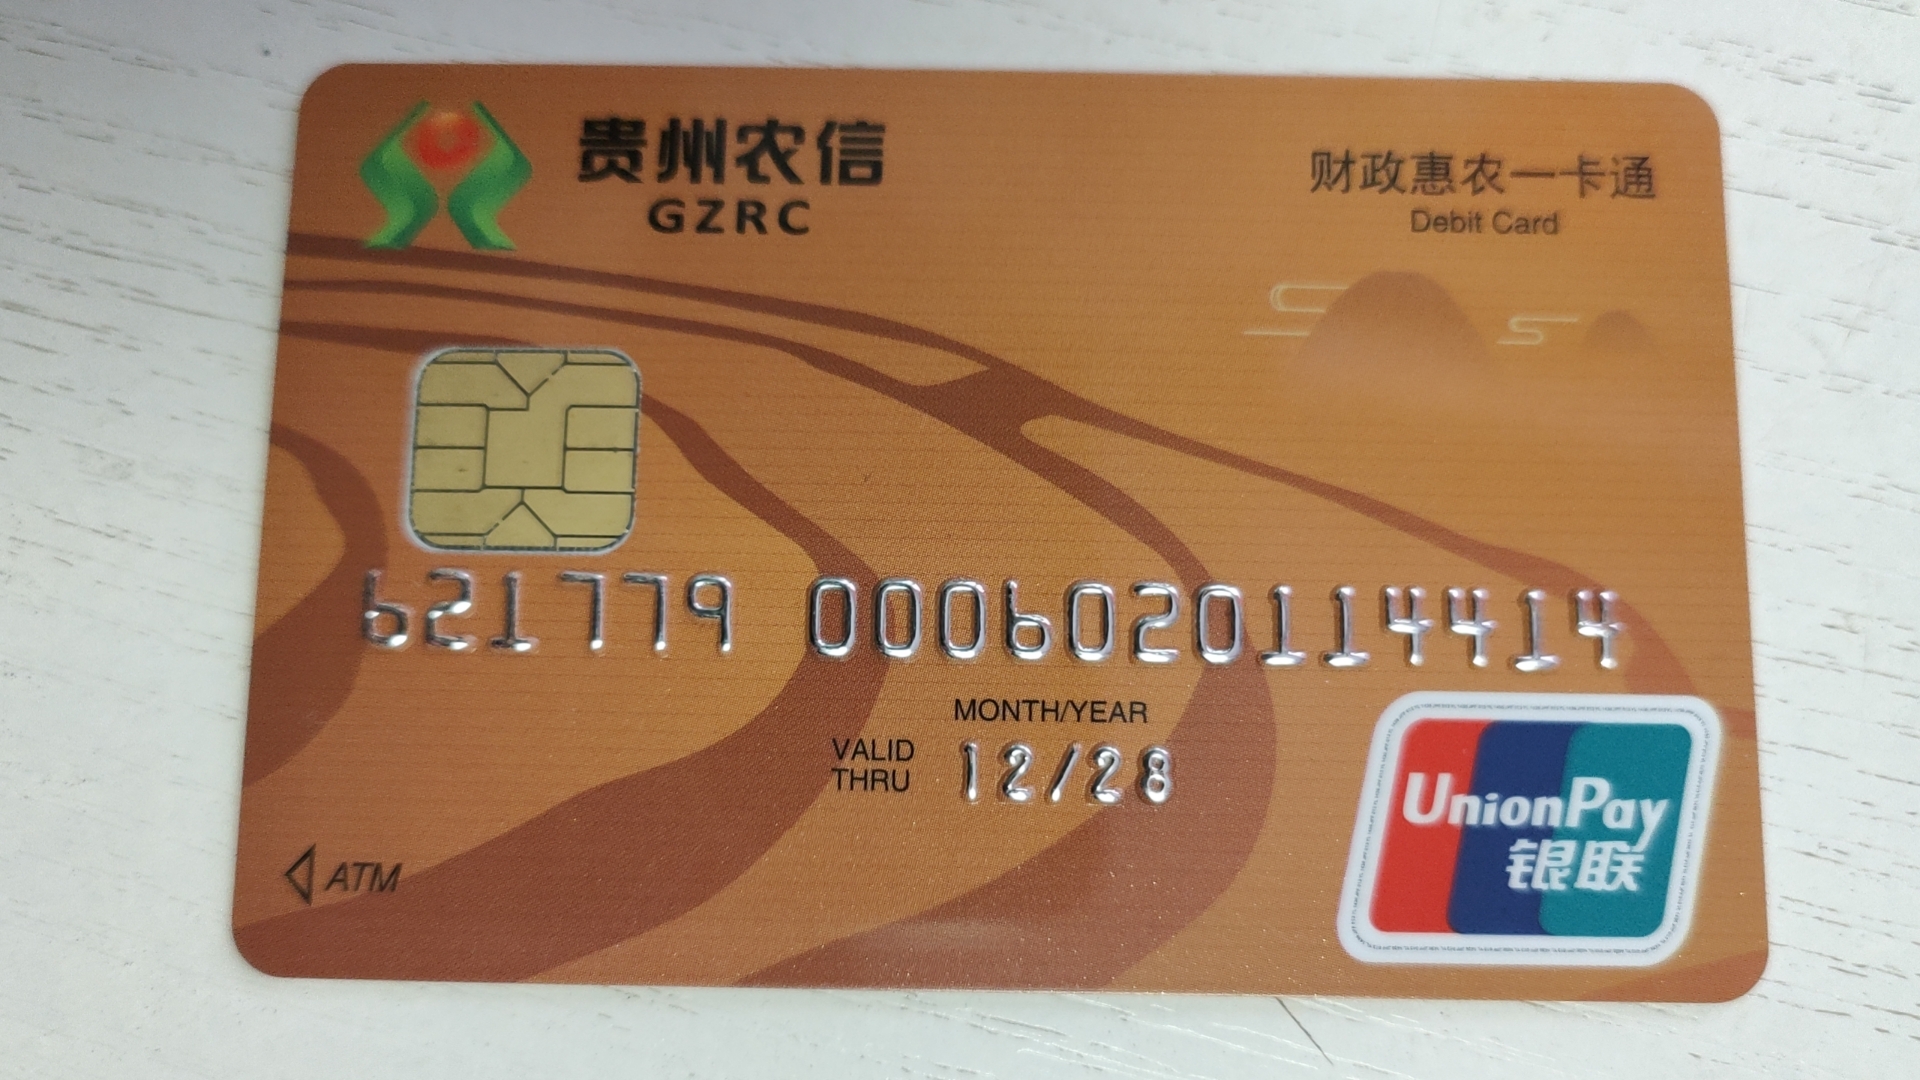 贵州农信
GZRC
财政惠农一卡通
Debit Card
621779 0006020114414
MONTH/YEAR
VALID THRU 12/28
ATM
UnionPay
银联